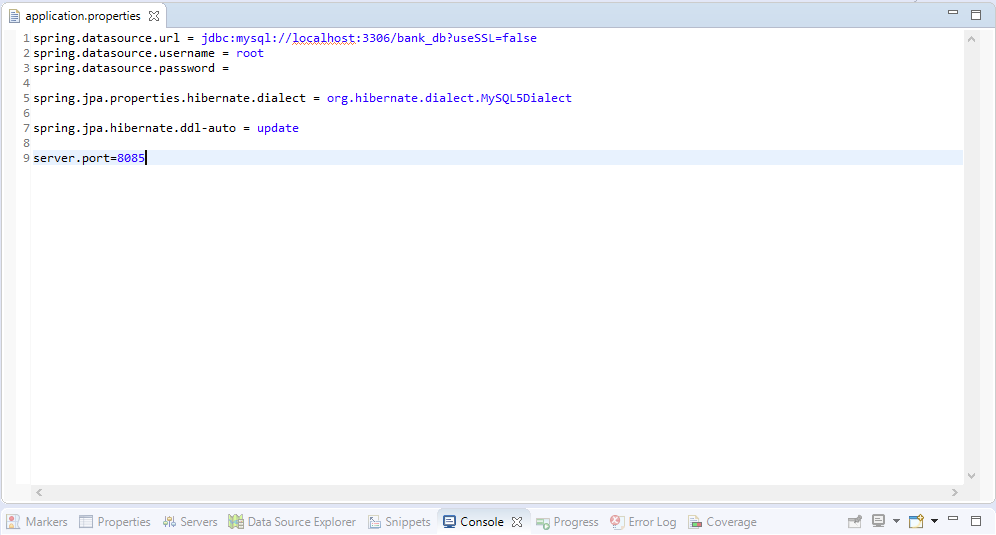 application.properties
1 spring.datasource.url = jdbc:mysql://localhost:3306/bank_db?useSSL=false
2 spring.datasource.username = root
3 spring.datasource.password =
4
5 spring.jpa.properties.hibernate.dialect = org.hibernate.dialect.MySQL5Dialect
6
7 spring.jpa.hibernate.ddl-auto = update
8
9 server.port=8085
Markers Properties Servers Data Source Explorer Snippets Console Progress Error Log Coverage